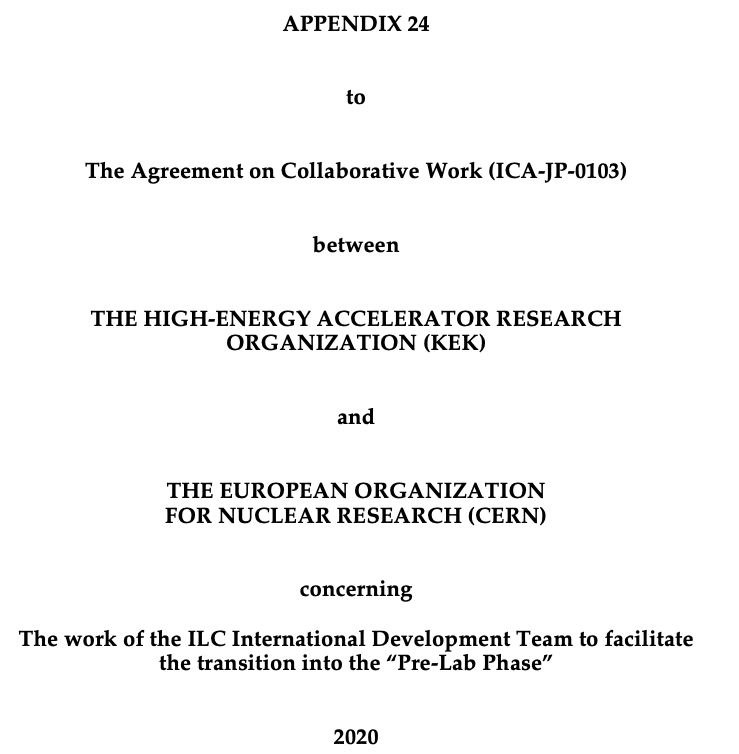 APPENDIX 24
to
The Agreement on Collaborative Work (ICA-JP-0103)
between
THE HIGH-ENERGY ACCELERATOR RESEARCH
ORGANIZATION (KEK)
and
THE EUROPEAN ORGANIZATION
FOR NUCLEAR RESEARCH (CERN)
concerning
The work of the ILC International Development Team to facilitate
the transition into the “Pre-Lab Phase”
2020